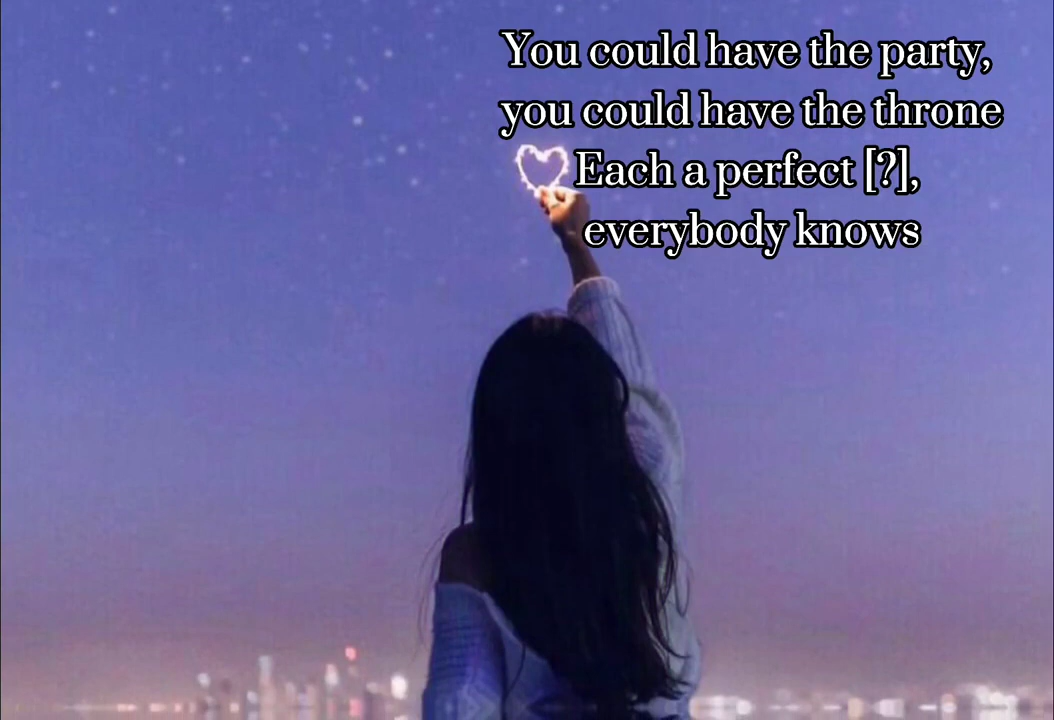 You could have the party,
you could have the throne
Each a perfect [?],
everybody knows